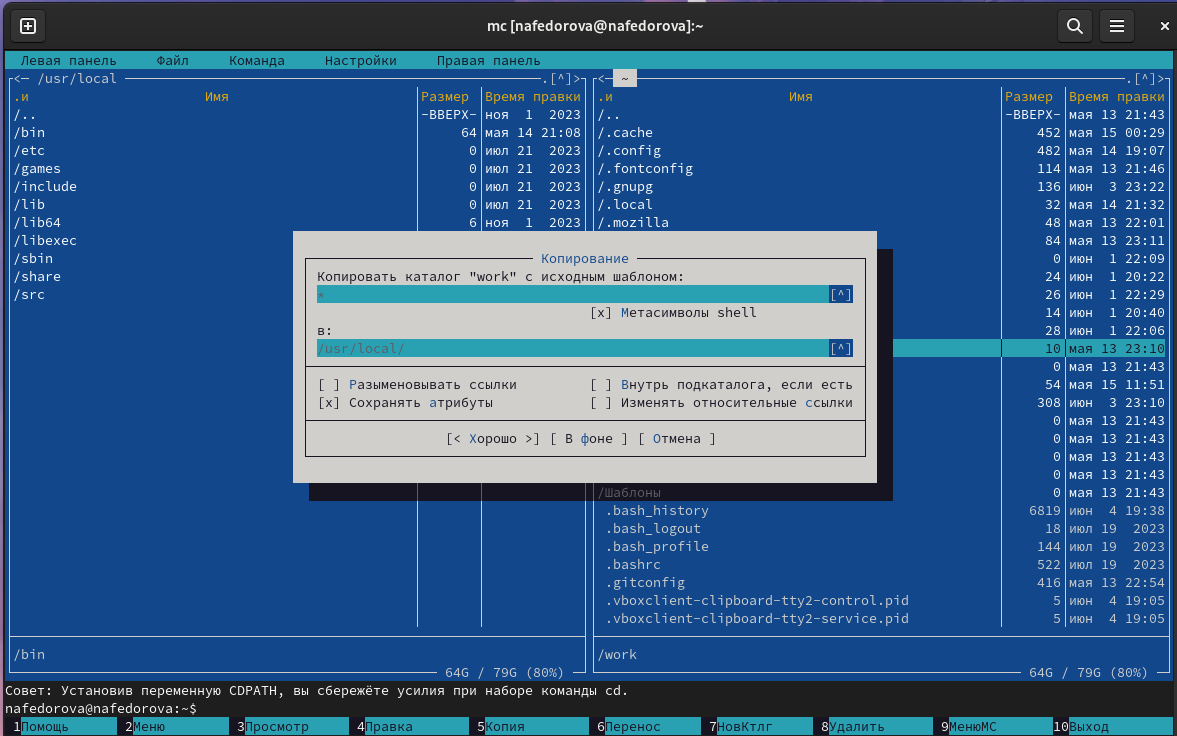 mc [nafedorova@nafedorova]:~
Левая панель Файл Команда Настройки Правая панель
<─ /usr/local .[^]> <─ ~ .[^]>
.и Имя Размер Время правки .и Имя Размер Время правки
/.. -ВВЕРХ- ноя 1 2023 /.. -ВВЕРХ- мая 13 21:43
/bin 64 мая 14 21:08 /.cache 452 мая 15 00:29
/etc 0 июл 21 2023 /.config 482 мая 14 19:07
/games 0 июл 21 2023 /.fontconfig 114 мая 13 21:46
/include 0 июл 21 2023 /.gnupg 136 июн 3 23:22
/lib 0 июл 21 2023 /.local 32 мая 14 21:32
/lib64 6 ноя 1 2023 /.mozilla 48 мая 13 22:01
/libexec 84 мая 13 23:11
/sbin Копирование 0 июн 1 22:09
/share Копировать каталог "work" с исходным шаблоном: 24 июн 1 20:22
/src * [^] 26 июн 1 22:29
[x] Метасимволы shell 14 июн 1 20:40
в: 28 июн 1 22:06
/usr/local/ [^] 10 мая 13 23:10
0 мая 13 21:43
[ ] Разыменовывать ссылки [ ] Внутрь подкаталога, если есть 54 мая 15 11:51
[x] Сохранять атрибуты [ ] Изменять относительные ссылки 308 июн 3 23:10
0 мая 13 21:43
[< Хорошо >] [ В фоне ] [ Отмена ] 0 мая 13 21:43
0 мая 13 21:43
0 мая 13 21:43
/Шаблоны 0 мая 13 21:43
.bash_history 6819 июн 4 19:38
.bash_logout 18 июл 19 2023
.bash_profile 144 июл 19 2023
.bashrc 522 июл 19 2023
.gitconfig 416 мая 13 22:54
.vboxclient-clipboard-tty2-control.pid 5 июн 4 19:05
.vboxclient-clipboard-tty2-service.pid 5 июн 4 19:05
/bin /work
64G / 79G (80%) 64G / 79G (80%)
Совет: Установив переменную CDPATH, вы сбережёте усилия при наборе команды cd.
nafedorova@nafedorova:~$
1Помощь 2Меню 3Просмотр 4Правка 5Копия 6Перенос 7НовКтлг 8Удалить 9МенюМС 10Выход